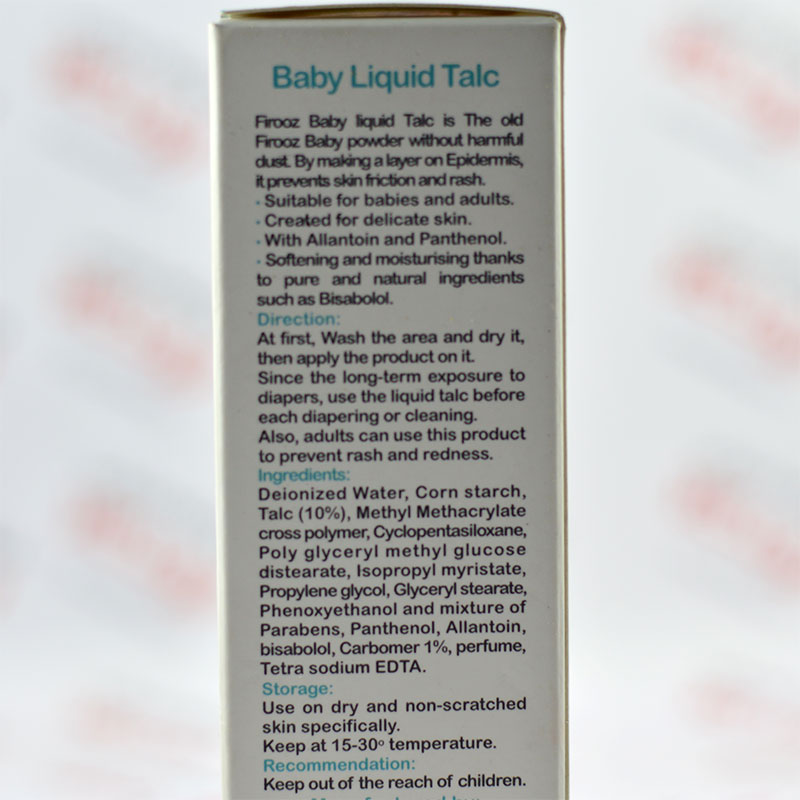 Baby Liquid Talc
Firooz Baby liquid Talc is The old
Firooz Baby powder without harmful
dust. By making a layer on Epidermis,
it prevents skin friction and rash.
· Suitable for babies and adults.
· Created for delicate skin.
· With Allantoin and Panthenol.
· Softening and moisturising thanks
to pure and natural ingredients
such as Bisabolol.
Direction:
At first, Wash the area and dry it,
then apply the product on it.
Since the long-term exposure to
diapers, use the liquid talc before
each diapering or cleaning.
Also, adults can use this product
to prevent rash and redness.
Ingredients:
Deionized Water, Corn starch,
Talc (10%), Methyl Methacrylate
cross polymer, Cyclopentasiloxane,
Poly glyceryl methyl glucose
distearate, Isopropyl myristate,
Propylene glycol, Glyceryl stearate,
Phenoxyethanol and mixture of
Parabens, Panthenol, Allantoin,
bisabolol, Carbomer 1%, perfume,
Tetra sodium EDTA.
Storage:
Use on dry and non-scratched
skin specifically.
Keep at 15-30º temperature.
Recommendation:
Keep out of the reach of children.